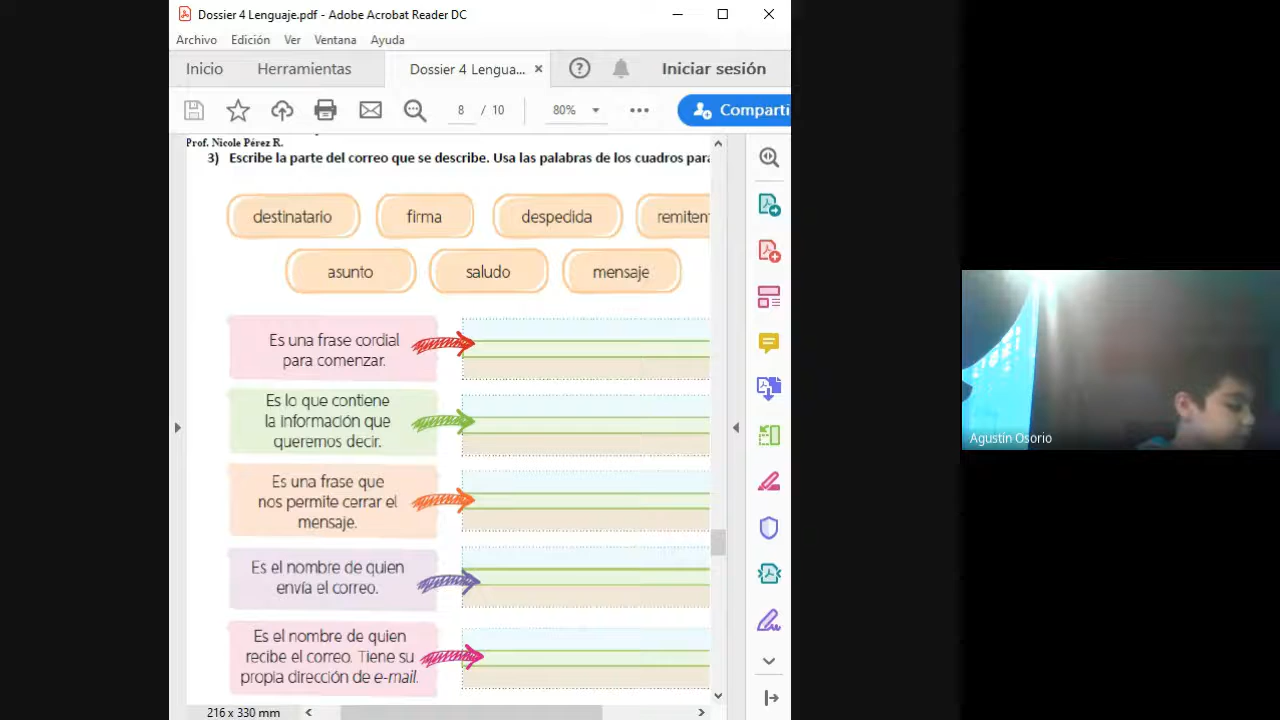 Dossier 4 Lenguaje.pdf - Adobe Acrobat Reader DC
Archivo Edición Ver Ventana Ayuda
Inicio Herramientas Dossier 4 Lengua... Iniciar sesión
8 / 10 80% Comparti
Prof. Nicole Pérez R.
3) Escribe la parte del correo que se describe. Usa las palabras de los cuadros para
destinatario firma despedida remitent
asunto saludo mensaje
Es una frase cordial
para comenzar.
Es lo que contiene
la información que
queremos decir.
Es una frase que
nos permite cerrar el
mensaje.
Es el nombre de quien
envía el correo.
Es el nombre de quien
recibe el correo. Tiene su
propia dirección de e-mail.
216 x 330 mm
Agustín Osorio